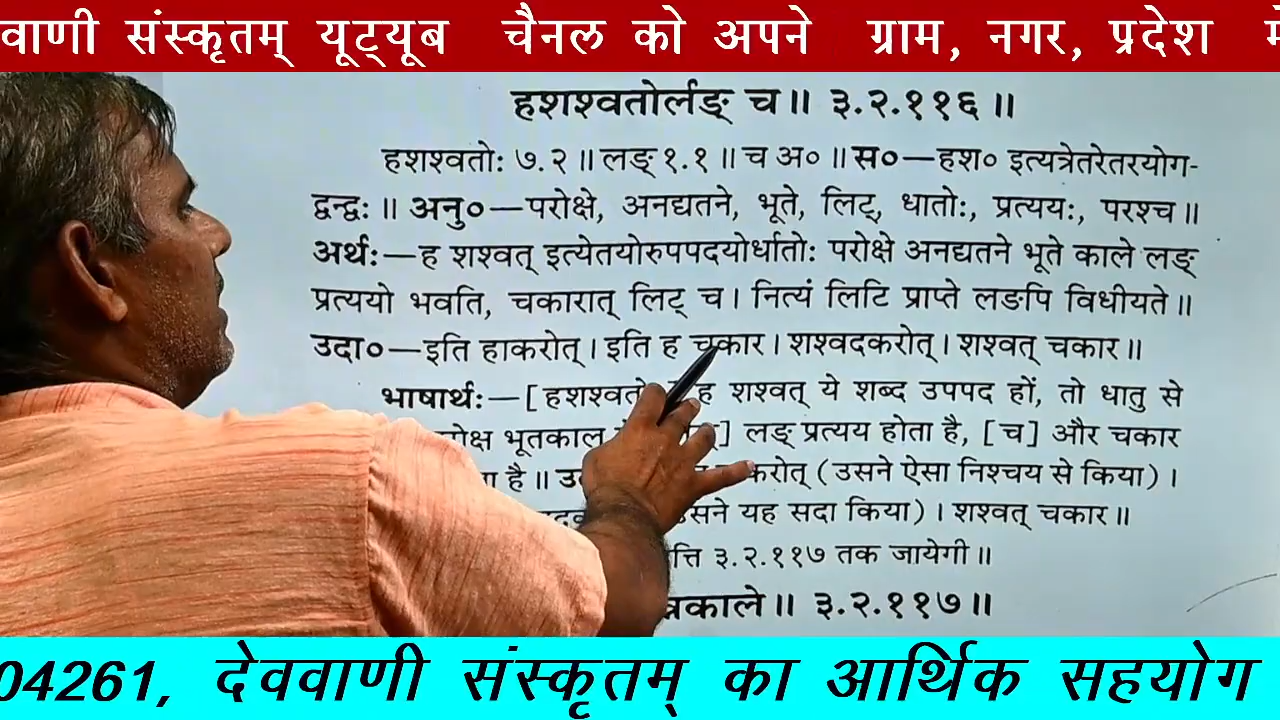 वाणी संस्कृतम् यूट्यूब चैनल को अपने ग्राम, नगर, प्रदेश
हशश्वतोर्लङ् च॥ ३.२.११६॥
हशश्वतोः ७.२॥ लङ् १.१॥ च अ०॥ स०—हश० इत्यत्रेतरेतरयोग-
द्वन्द्वः॥ अनु०—परोक्षे, अनद्यतने, भूते, लिट्, धातोः, प्रत्ययः, परश्च॥
अर्थः—ह शश्वत् इत्येतयोरुपपदयोर्धातोः परोक्षे अनद्यतने भूते काले लङ्
प्रत्ययो भवति, चकारात् लिट् च। नित्यं लिटि प्राप्ते लङपि विधीयते॥
उदा०—इति हाकरोत्। इति ह चकार। शश्वदकरोत्। शश्वत् चकार॥
भाषार्थः—[हशश्वतो ह शश्वत् ये शब्द उपपद हों, तो धातु से
भूतकाल ] लङ् प्रत्यय होता है, [च] और चकार
है॥ करोत् (उसने ऐसा निश्चय से किया)।
यह सदा किया)। शश्वत् चकार॥
३.२.११७ तक जायेगी॥
काले॥ ३.२.११७॥
04261, देववाणी संस्कृतम् का आर्थिक सहयोग